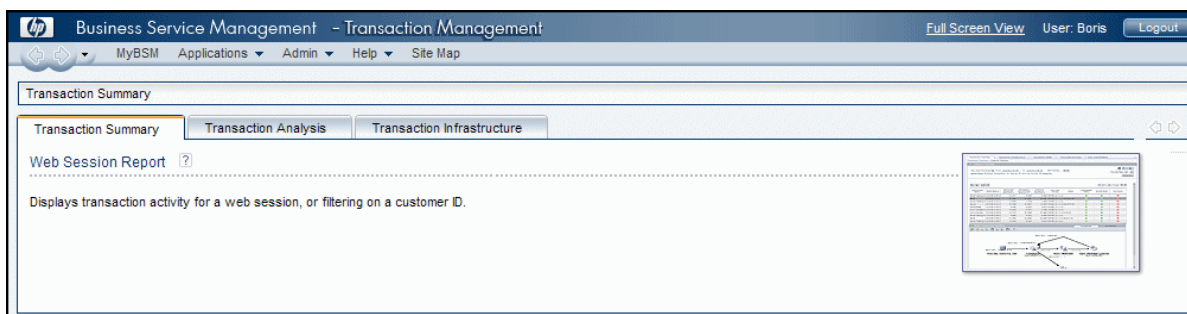 hp Business Service Management - Transaction Management Full Screen View User: Boris Logout
MyBSM Applications Admin Help Site Map
Transaction Summary
Transaction Summary Transaction Analysis Transaction Infrastructure
Web Session Report ?
Displays transaction activity for a web session, or filtering on a customer ID.